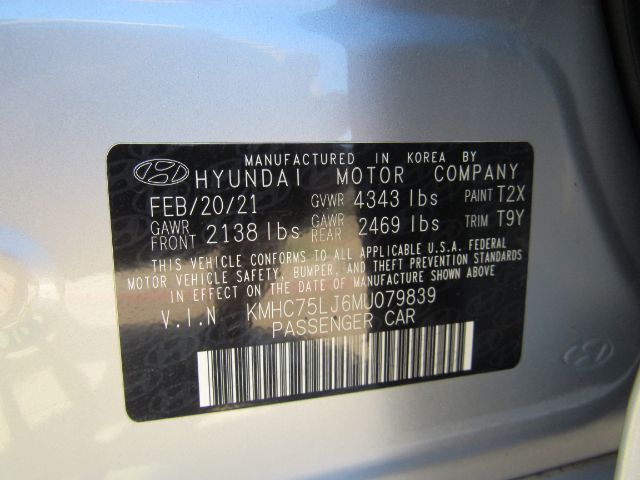 MANUFACTURED IN KOREA BY
HYUNDAI MOTOR COMPANY
FEB/20/21 GVWR 4343 lbs PAINT T2X
GAWR FRONT 2138 lbs GAWR REAR 2469 lbs TRIM T9Y
THIS VEHICLE CONFORMS TO ALL APPLICABLE U.S.A. FEDERAL
MOTOR VEHICLE SAFETY, BUMPER, AND THEFT PREVENTION STANDARDS
IN EFFECT ON THE DATE OF MANUFACTURE SHOWN ABOVE
V.I.N KMHC75LJ6MU079839
PASSENGER CAR